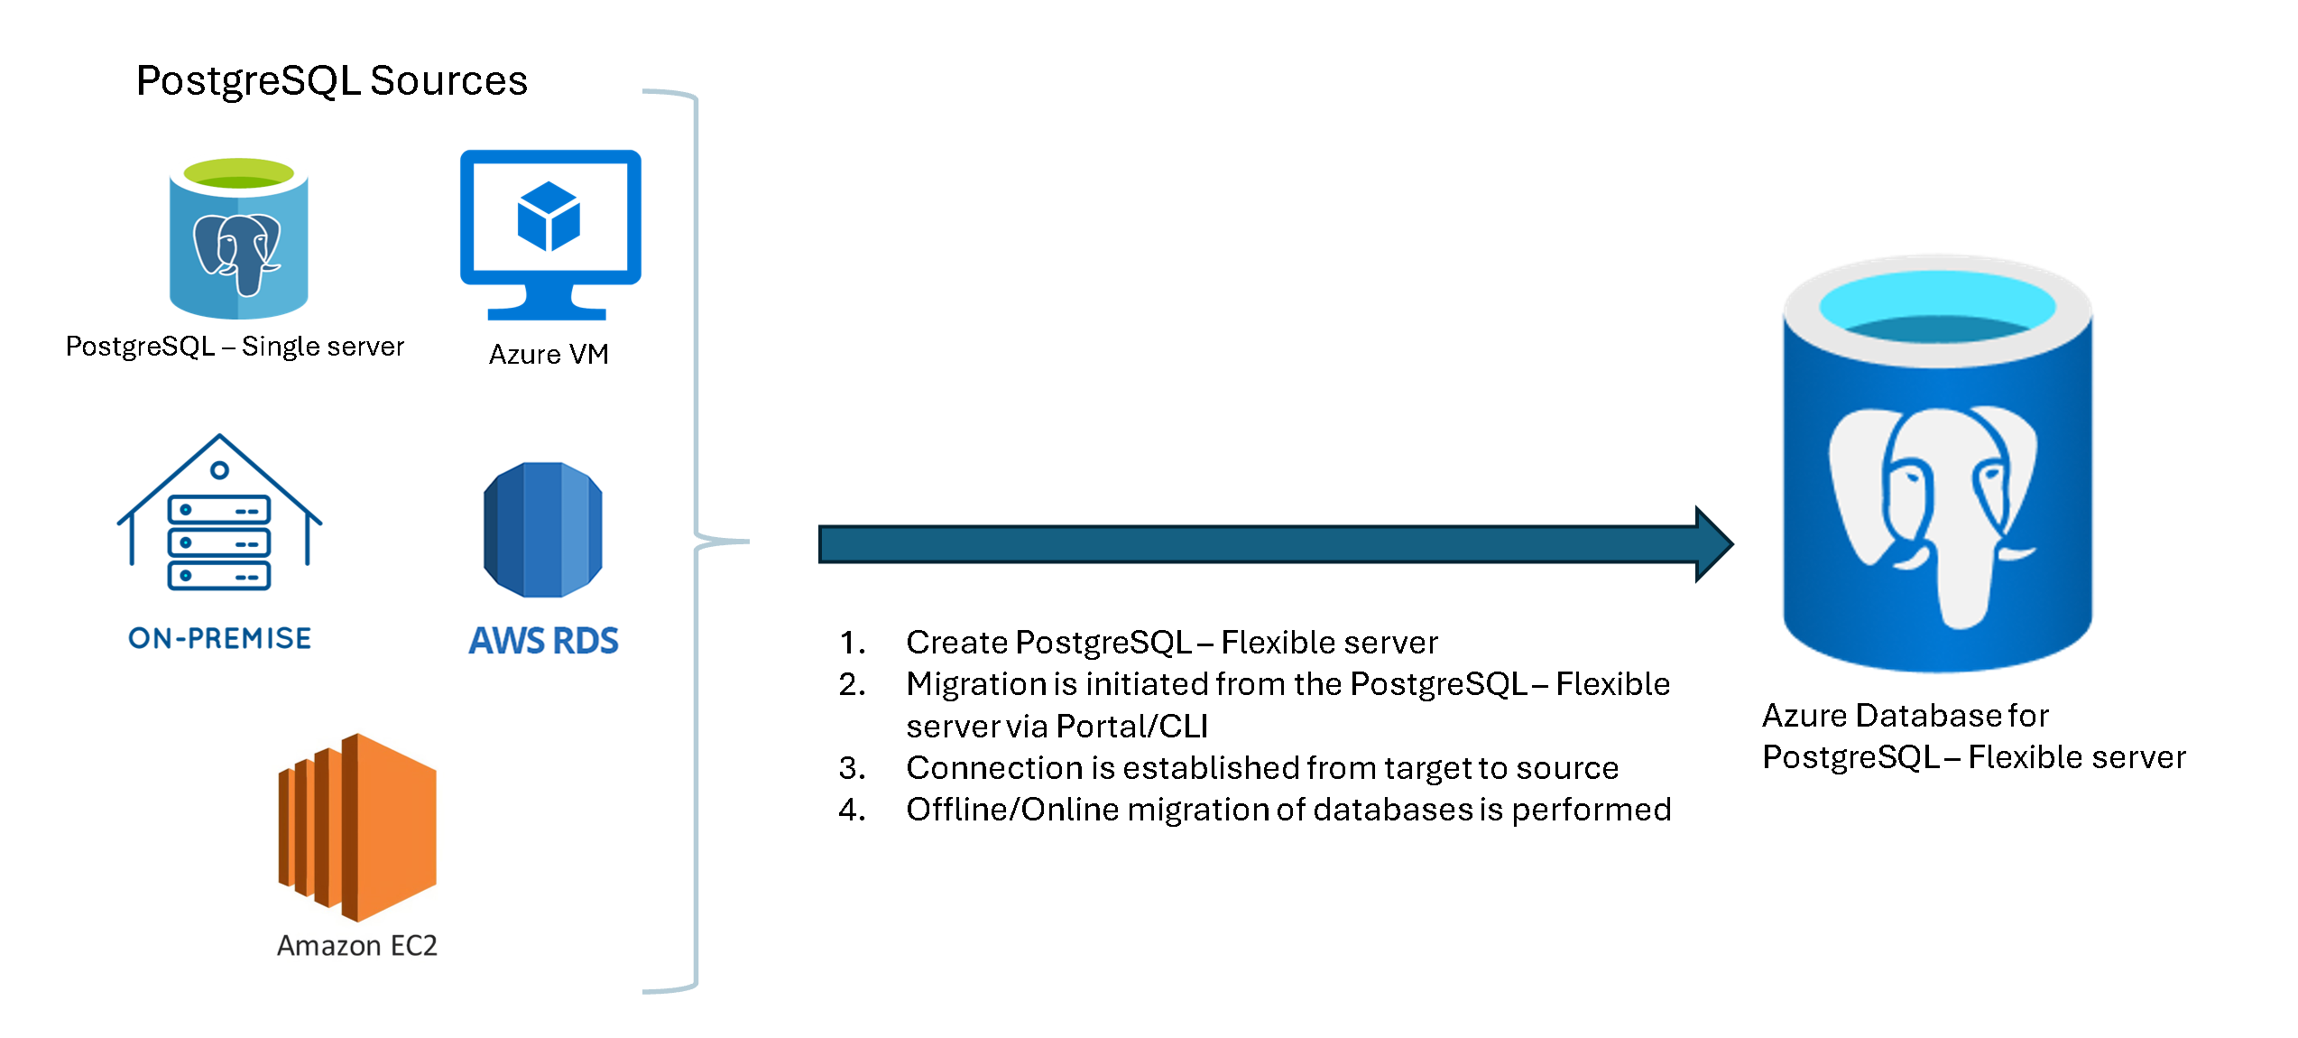 PostgreSQL Sources
PostgreSQL – Single server
Azure VM
ON-PREMISE
AWS RDS
Amazon EC2
1. Create PostgreSQL – Flexible server
2. Migration is initiated from the PostgreSQL – Flexible
server via Portal/CLI
3. Connection is established from target to source
4. Offline/Online migration of databases is performed
Azure Database for
PostgreSQL – Flexible server